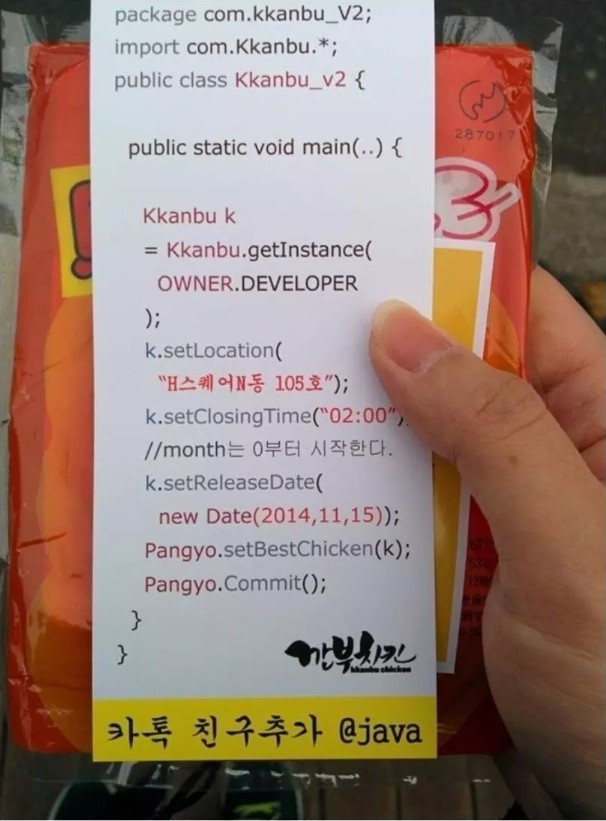 package com.kkanbu_V2;
import com.Kkanbu.*;
public class Kkanbu_v2 {
public static void main(..) {
Kkanbu k
= Kkanbu.getInstance(
OWNER.DEVELOPER
);
k.setLocation(
"H스퀘어N동 105호");
k.setClosingTime("02:00")
//month는 0부터 시작한다.
k.setReleaseDate(
new Date(2014,11,15));
Pangyo.setBestChicken(k);
Pangyo.Commit();
}
}
깐부치킨
kkanbu chicken
카톡 친구추가 @java
287017